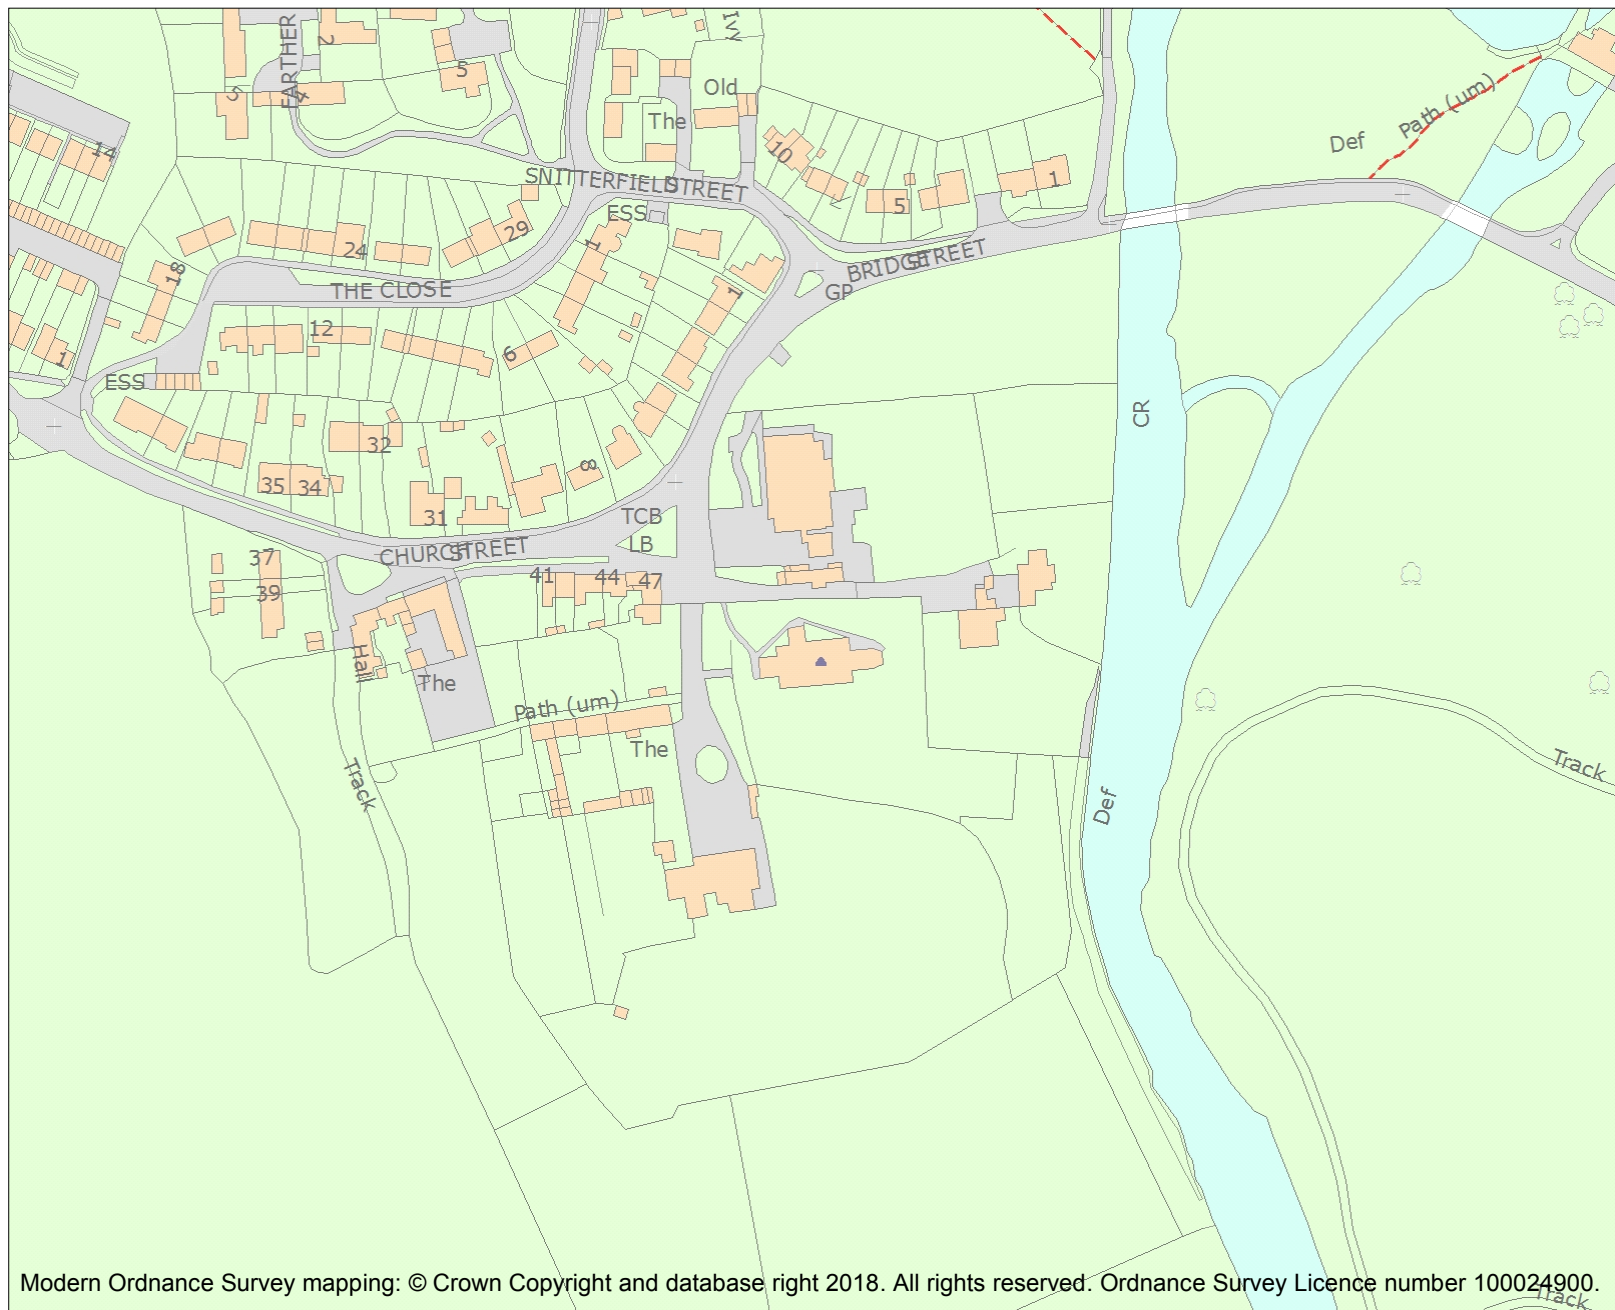 EARTHER
2
5
IVY
Old
The
5
4
14
10
Def
Path (um)
SNITTERFIELD STREET
1
5
ESS
29
1
24
18
BRIDGE STREET
GP
THE CLOSE
1
12
6
1
ESS
CR
32
8
35
34
31
TCB
LB
CHURCH STREET
37
39
41
44
47
Hall
The
Path (um)
The
Track
Track
Def
Modern Ordnance Survey mapping: © Crown Copyright and database right 2018. All rights reserved. Ordnance Survey Licence number 100024900.
Track